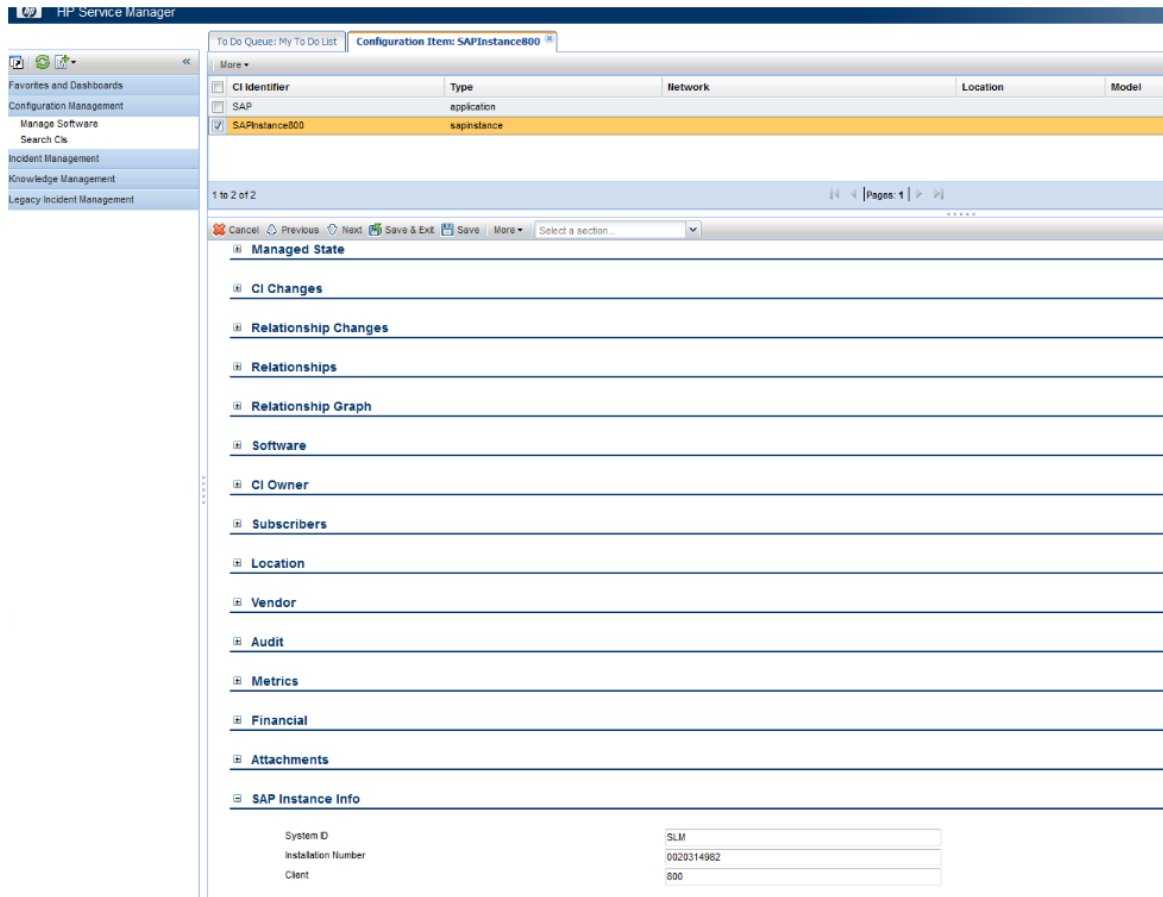 hp HP Service Manager
To Do Queue: My To Do List Configuration Item: SAPInstance800
More
Favorites and Dashboards
Configuration Management
Manage Software
Search CIs
Incident Management
Knowledge Management
Legacy Incident Management
CI Identifier Type Network Location Model
SAP application
SAPInstance800 sapinstance
1 to 2 of 2 Pages: 1
Cancel Previous Next Save & Exit Save More Select a section...
Managed State
CI Changes
Relationship Changes
Relationships
Relationship Graph
Software
CI Owner
Subscribers
Location
Vendor
Audit
Metrics
Financial
Attachments
SAP Instance Info
System ID SLM
Installation Number 0020314982
Client 800